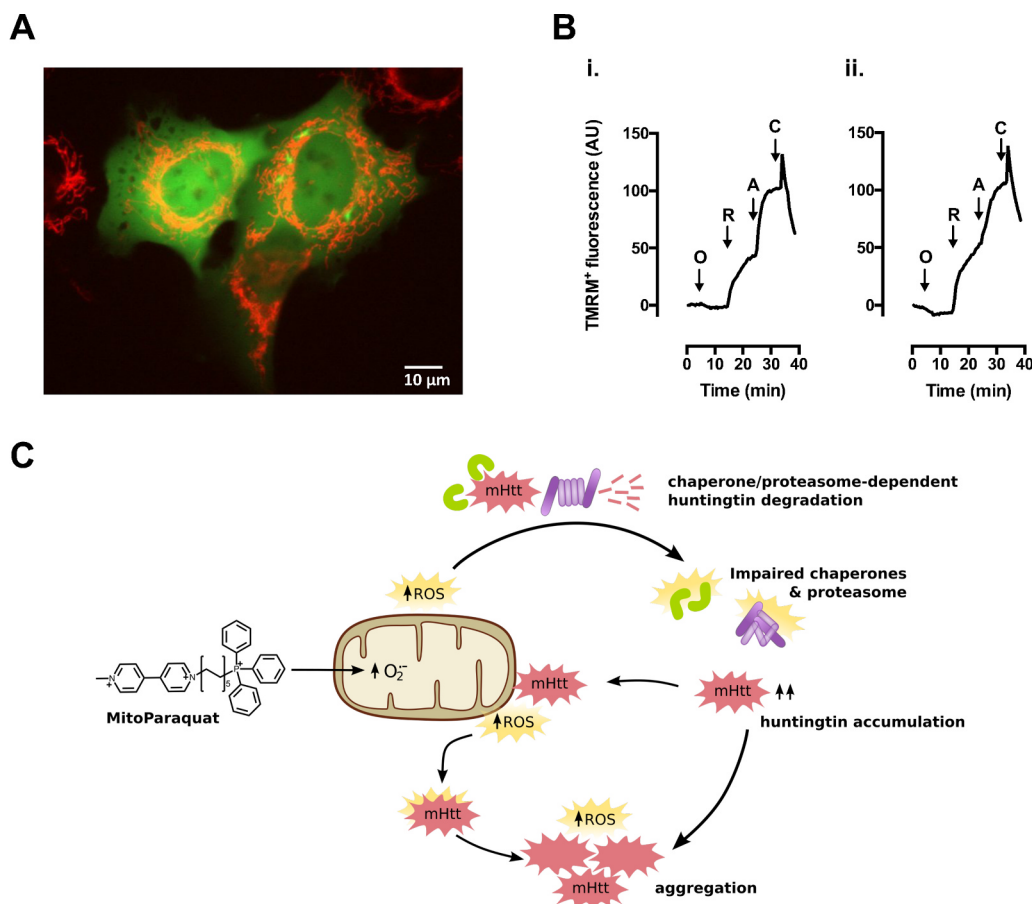 A
10 µm
B
i.
TMRM⁺ fluorescence (AU)
150
100
50
0
O
R
A
C
0 10 20 30 40
Time (min)
ii.
150
100
50
0
O
R
A
C
0 10 20 30 40
Time (min)
C
mHtt
chaperone/proteasome-dependent
huntingtin degradation
ROS
Impaired chaperones
& proteasome
O₂·⁻
N
+
N
+
5
P
+
MitoParaquat
mHtt
ROS
mHtt
huntingtin accumulation
mHtt
ROS
mHtt
aggregation